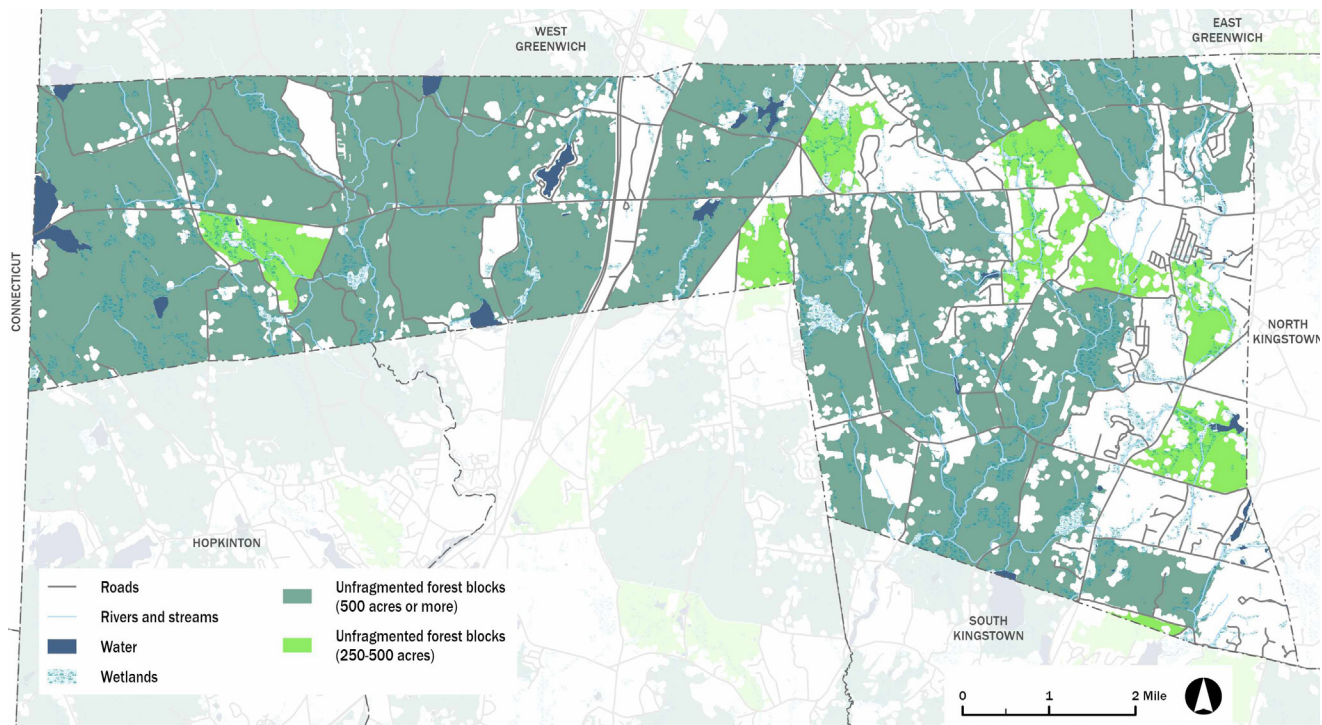 WEST
GREENWICH
EAST
GREENWICH
CONNECTICUT
NORTH
KINGSTOWN
HOPKINTON
SOUTH
KINGSTOWN
Roads
Rivers and streams
Water
Wetlands
Unfragmented forest blocks
(500 acres or more)
Unfragmented forest blocks
(250-500 acres)
0 1 2 Mile